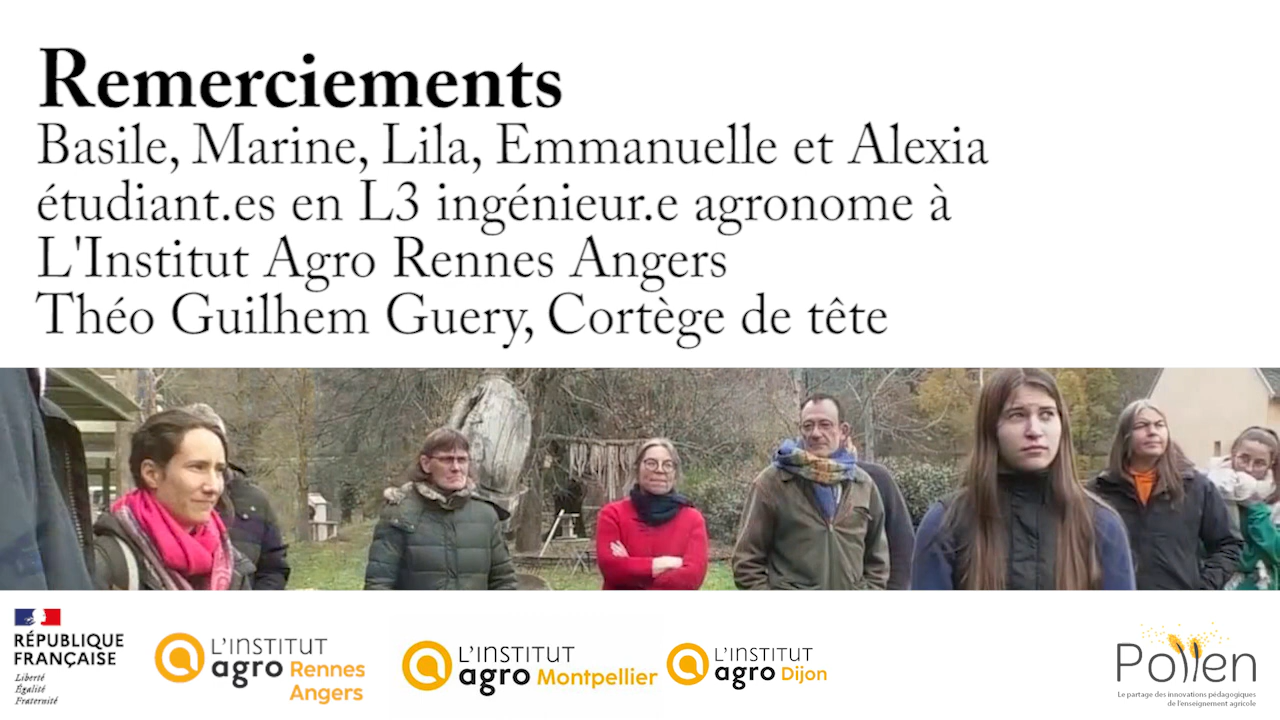 Remerciements
Basile, Marine, Lila, Emmanuelle et Alexia
étudiant.es en L3 ingénieur.e agronome à
L'Institut Agro Rennes Angers
Théo Guilhem Guery, Cortège de tête
RÉPUBLIQUE
FRANÇAISE
Liberté
Égalité
Fraternité
L'INSTITUT
agro Rennes
Angers
L'INSTITUT
agro Montpellier
L'INSTITUT
agro Dijon
Pollen
Le partage des innovations pédagogiques
de l'enseignement agricole